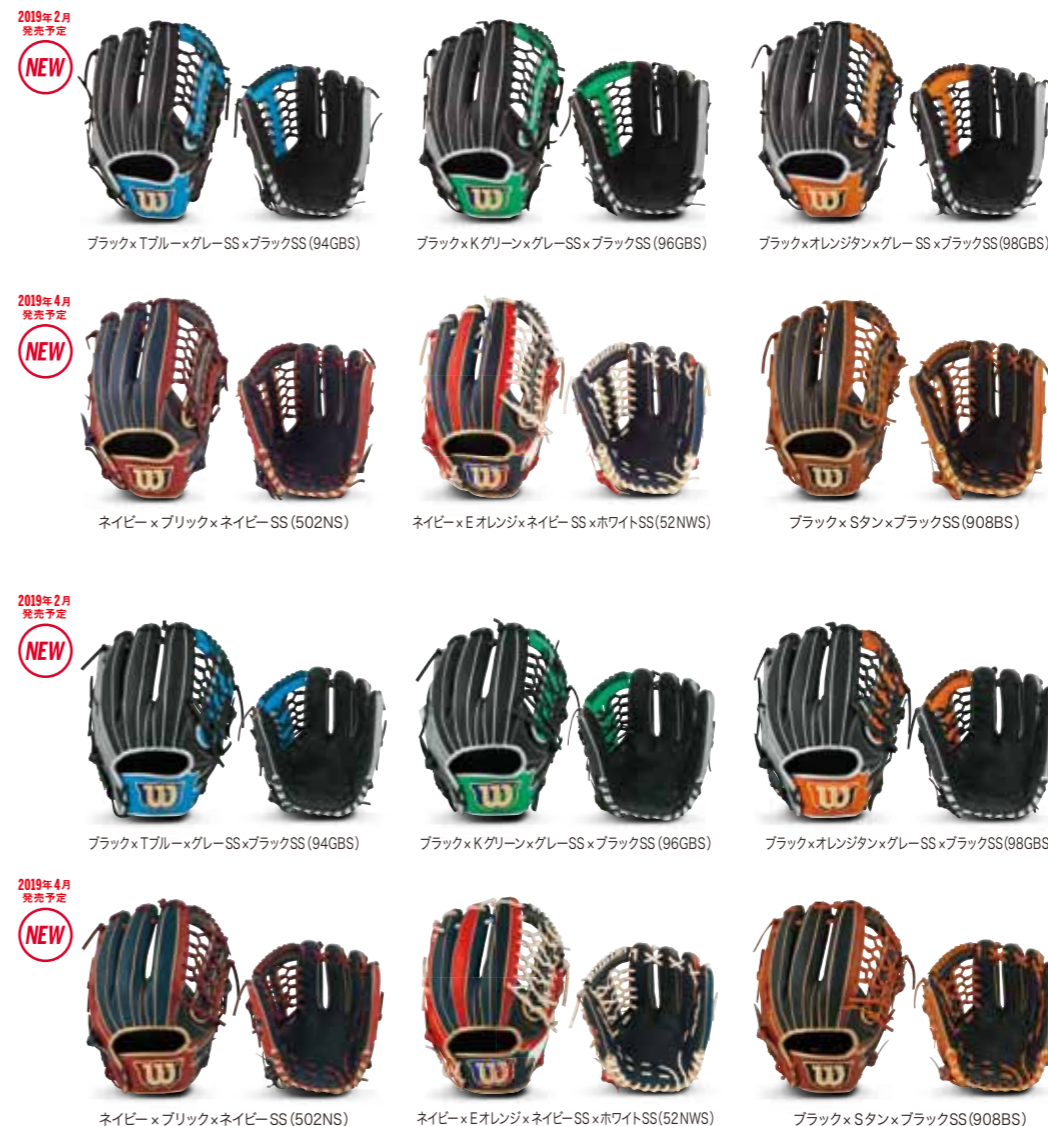 2019年2月
発売予定
NEW
W W W
ブラック×Tブルー×グレーSS×ブラックSS(94GBS) ブラック×Kグリーン×グレーSS×ブラックSS(96GBS) ブラック×オレンジタン×グレーSS×ブラックSS(98GBS)
2019年4月
発売予定
NEW
W W W
ネイビー×ブリック×ネイビーSS(502NS) ネイビー×Eオレンジ×ネイビーSS×ホワイトSS(52NWS) ブラック×Sタン×ブラックSS(908BS)
2019年2月
発売予定
NEW
W W W
ブラック×Tブルー×グレーSS×ブラックSS(94GBS) ブラック×Kグリーン×グレーSS×ブラックSS(96GBS) ブラック×オレンジタン×グレーSS×ブラックSS(98GBS
2019年4月
発売予定
NEW
W W W
ネイビー×ブリック×ネイビーSS(502NS) ネイビー×Eオレンジ×ネイビーSS×ホワイトSS(52NWS) ブラック×Sタン×ブラックSS(908BS)